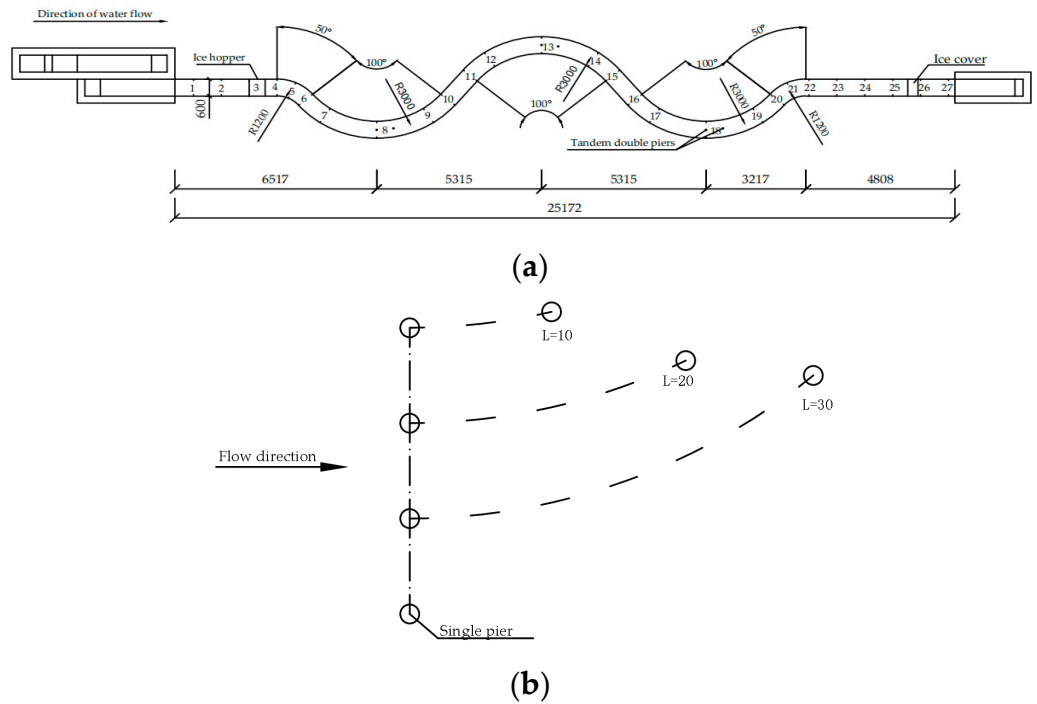 Direction of water flow
50°
50°
Ice hopper
100°
100°
Ice cover
1 2 3 4 5 6 7 8 9 10 11 12 13 14 15 16 17 18 19 20 21 22 23 24 25 26 27
600
R1200
R3000
R3000
R3000
R1200
100°
Tandem double piers
6517 5315 5315 3217 4808
25172
(a)
L=10
L=20
L=30
Flow direction
Single pier
(b)